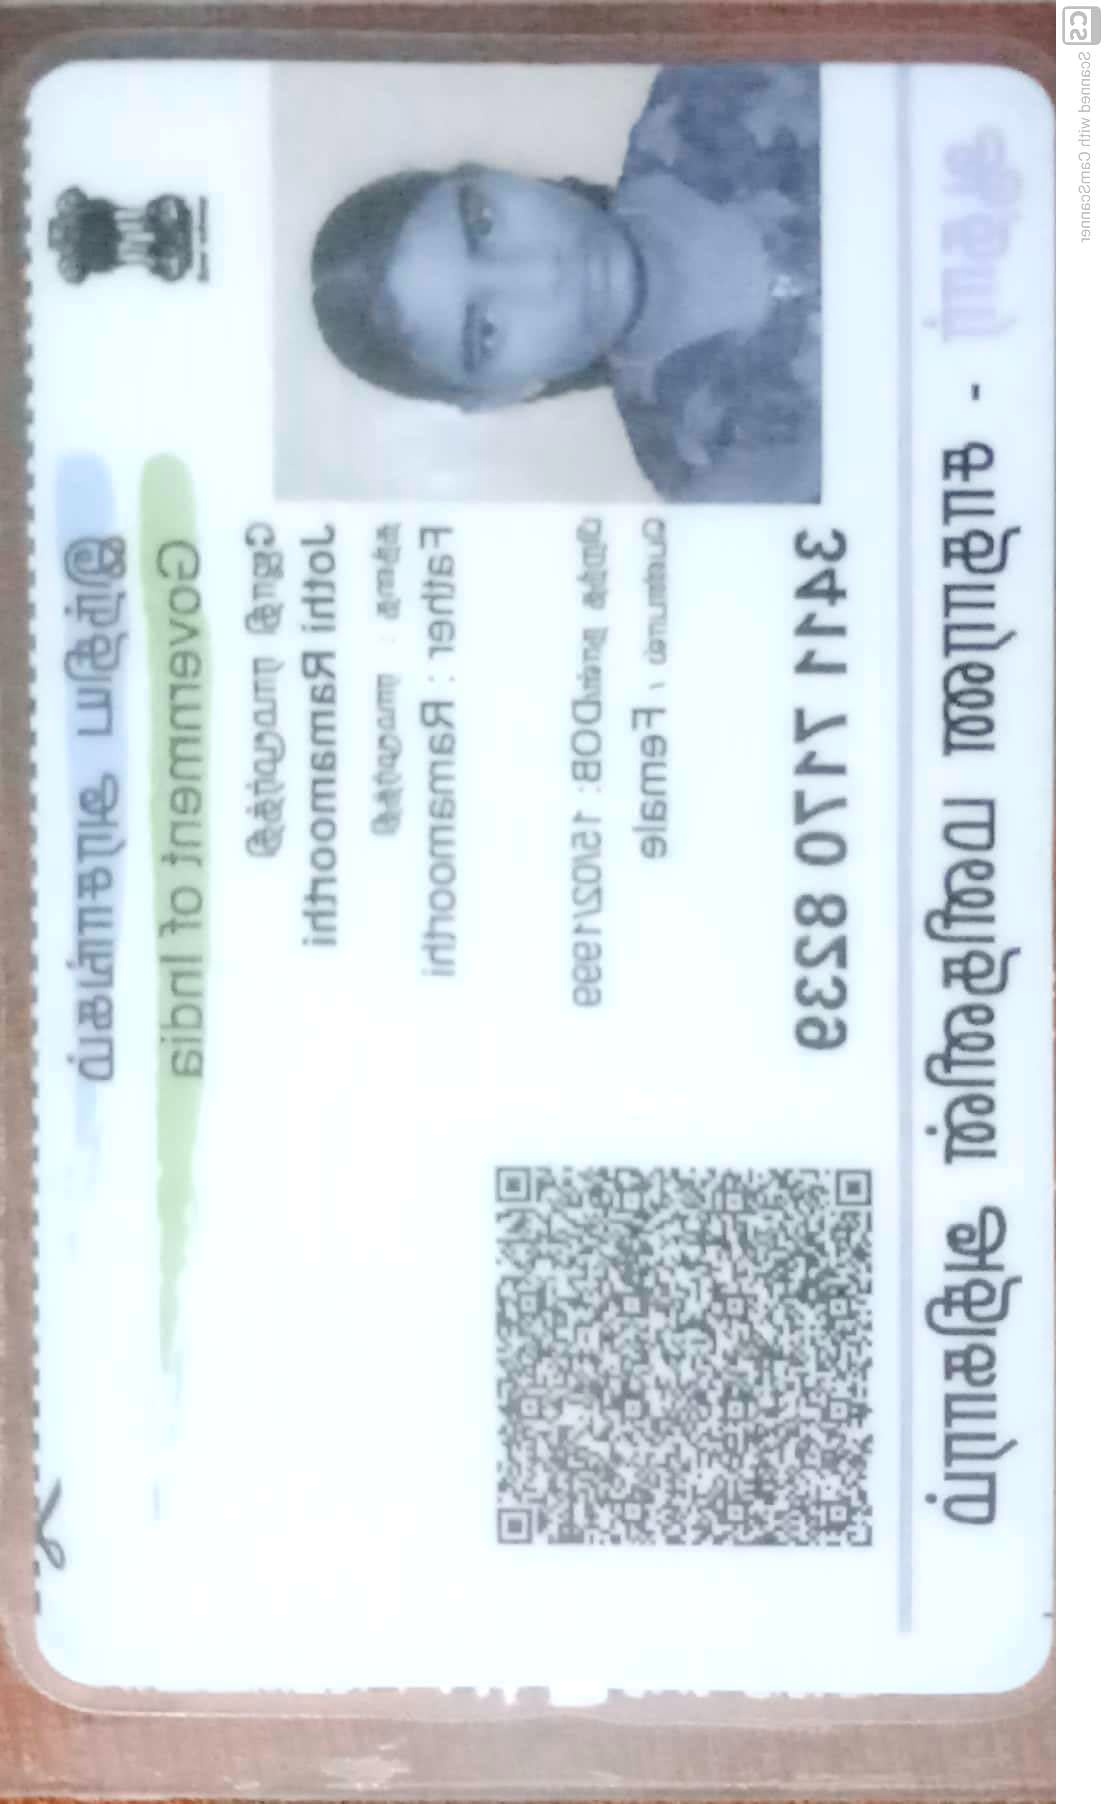 இந்திய அரசாங்கம்
Government of India
ஜோதி ராமமூர்த்தி
Jothi Ramamoorthi
தந்தை : ராமமூர்த்தி
Father : Ramamoorthi
பிறந்த நாள்/DOB: 15/02/1999
பெண்பால் / Female
3411 7170 8239
ஆதார் - சாதாரண மனிதனின் அதிகாரம்
Scanned with CamScanner
CS